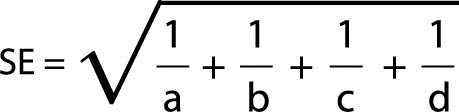 SE = √(1/a + 1/b + 1/c + 1/d)